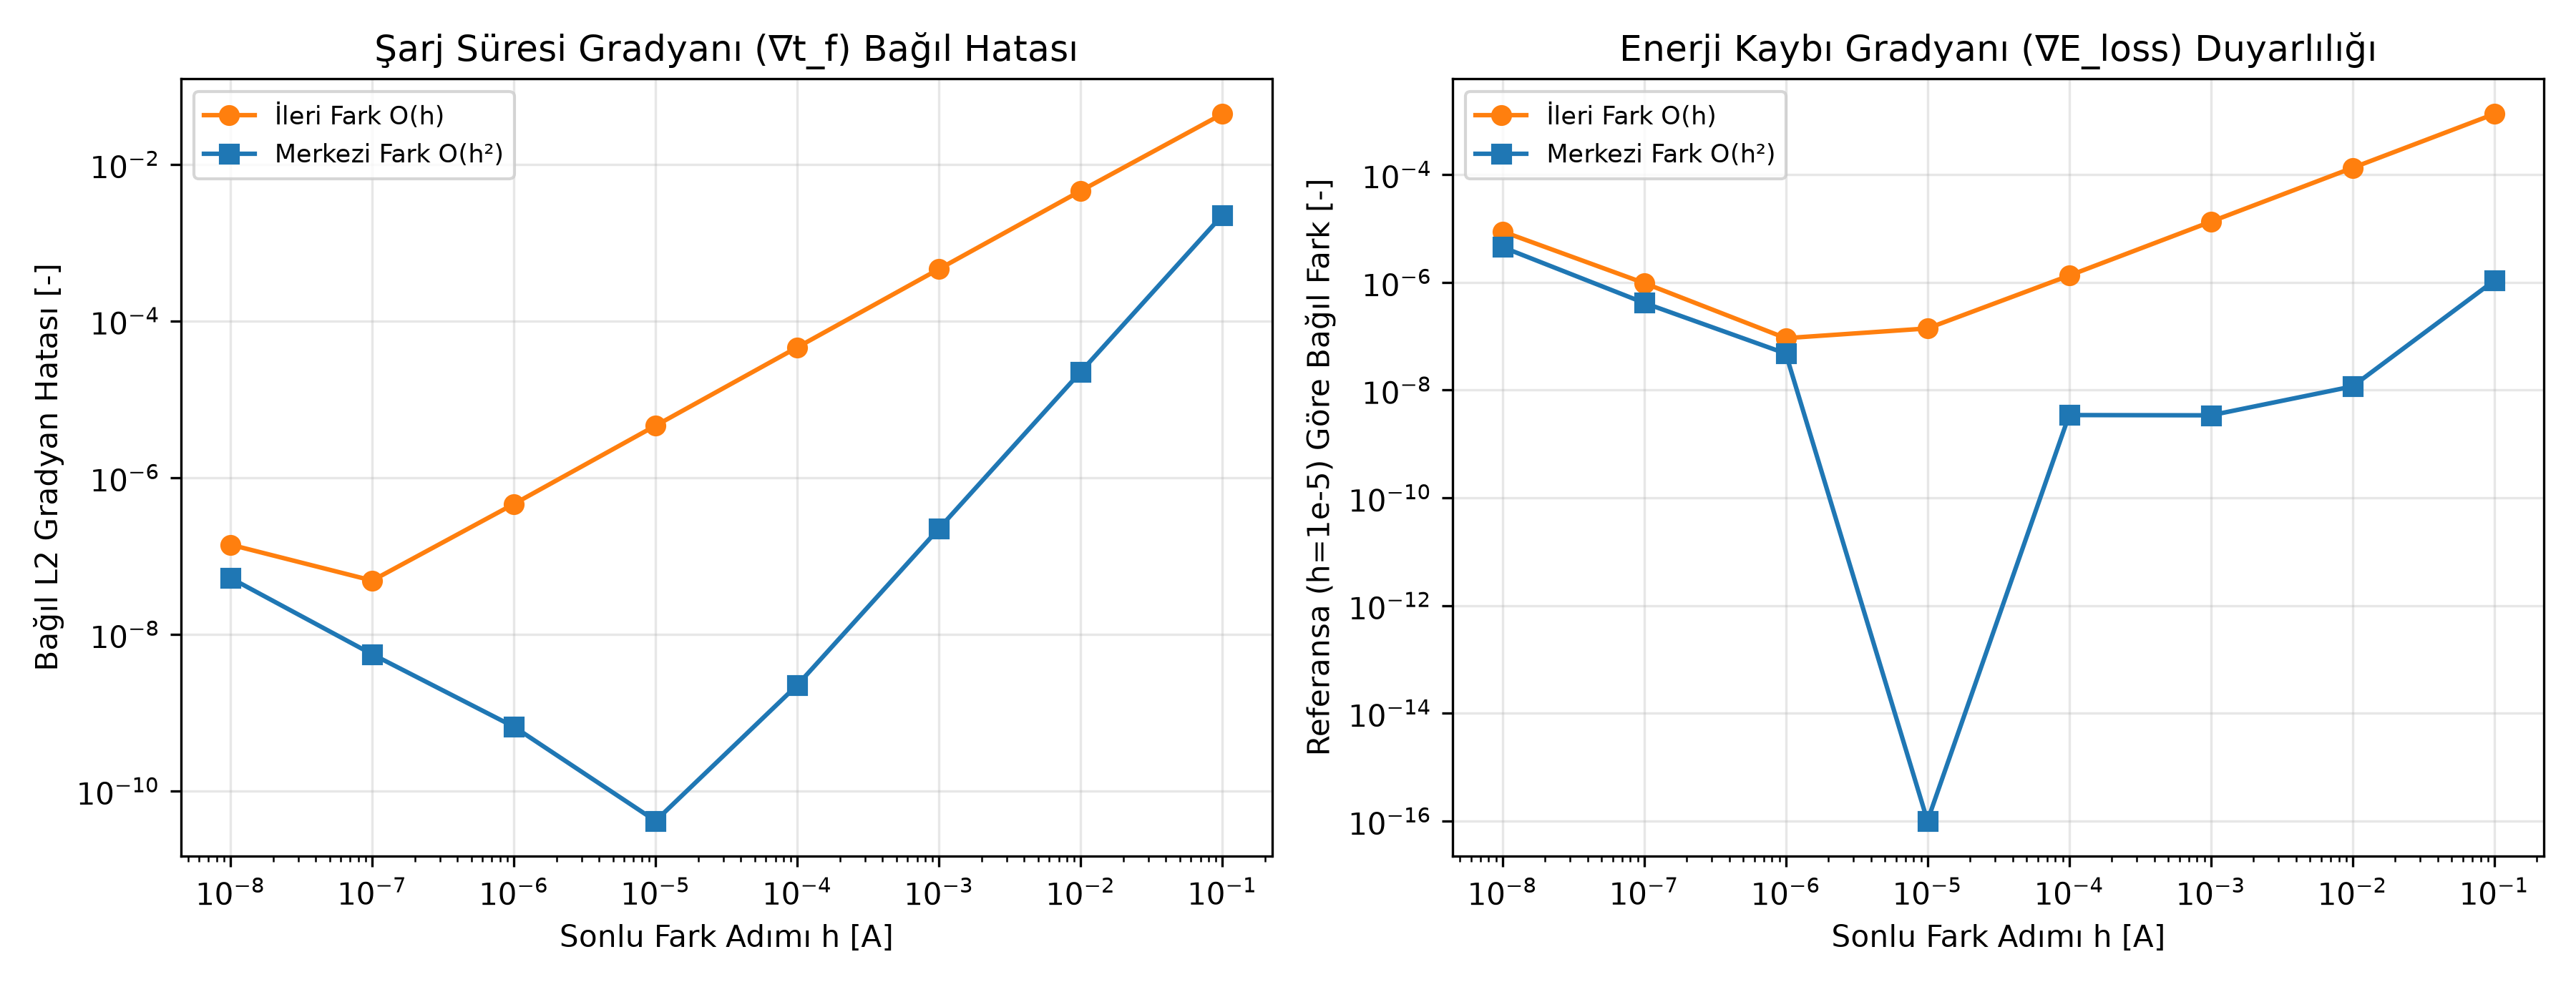 Şarj Süresi Gradyanı (∇t_f) Bağıl Hatası
İleri Fark O(h)
Merkezi Fark O(h²)
Bağıl L2 Gradyan Hatası [-]
10⁻²
10⁻⁴
10⁻⁶
10⁻⁸
10⁻¹⁰
10⁻⁸ 10⁻⁷ 10⁻⁶ 10⁻⁵ 10⁻⁴ 10⁻³ 10⁻² 10⁻¹
Sonlu Fark Adımı h [A]
Enerji Kaybı Gradyanı (∇E_loss) Duyarlılığı
İleri Fark O(h)
Merkezi Fark O(h²)
Referansa (h=1e-5) Göre Bağıl Fark [-]
10⁻⁴
10⁻⁶
10⁻⁸
10⁻¹⁰
10⁻¹²
10⁻¹⁴
10⁻¹⁶
10⁻⁸ 10⁻⁷ 10⁻⁶ 10⁻⁵ 10⁻⁴ 10⁻³ 10⁻² 10⁻¹
Sonlu Fark Adımı h [A]